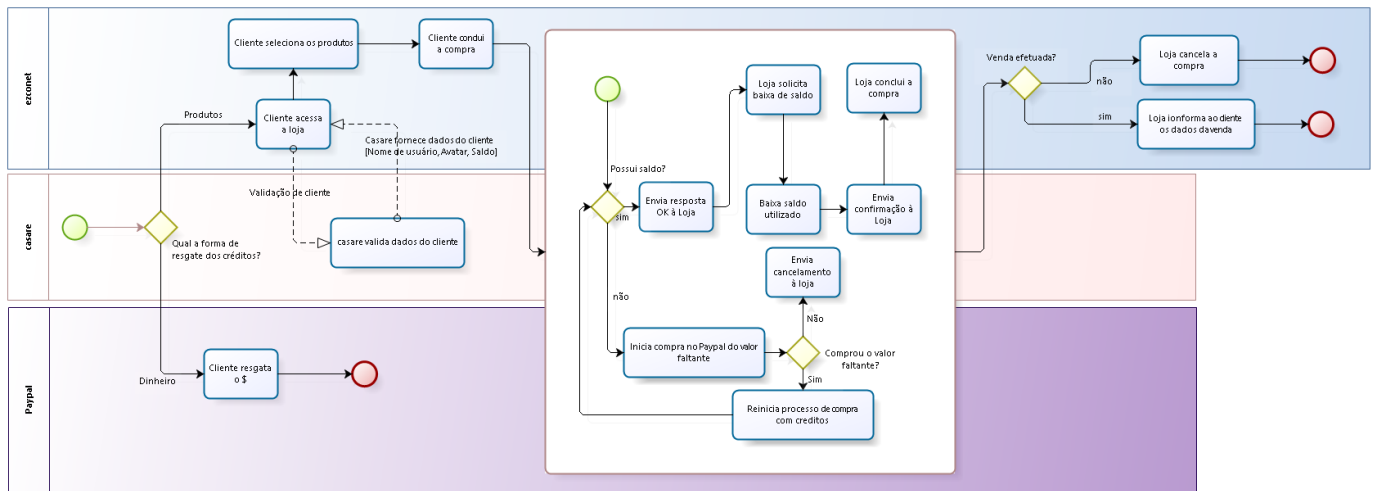 ezconet
Cliente seleciona os produtos
Cliente condui
a compra
Produtos
Cliente acessa
a loja
Casare fornece dados do cliente
[Nome de usuário, Avatar, Saldo]
Validação de cliente
casare
Qual a forma de
resgate dos créditos?
casare valida dados do cliente
Paypal
Dinheiro
Cliente resgata
o $
Possui saldo?
sim
Envia resposta
OK à Loja
Loja solicita
baixa de saldo
Baixa saldo
utilizado
Loja conclui a
compra
Envia
confirmação à
Loja
não
Inicia compra no Paypal do valor
faltante
Envia
cancelamento
à loja
Não
Comprou o valor
faltante?
Sim
Reinicia processo de compra
com creditos
Venda efetuada?
não
Loja cancela a
compra
sim
Loja ionforma ao diente
os dados davenda